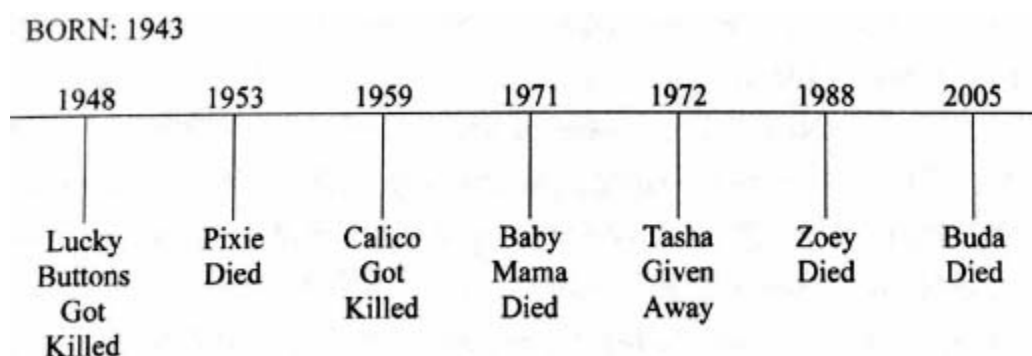 BORN: 1943
1948 1953 1959 1971 1972 1988 2005
Lucky Pixie Calico Baby Tasha Zoey Buda
Buttons Died Got Mama Given Died Died
Got Killed Died Away
Killed